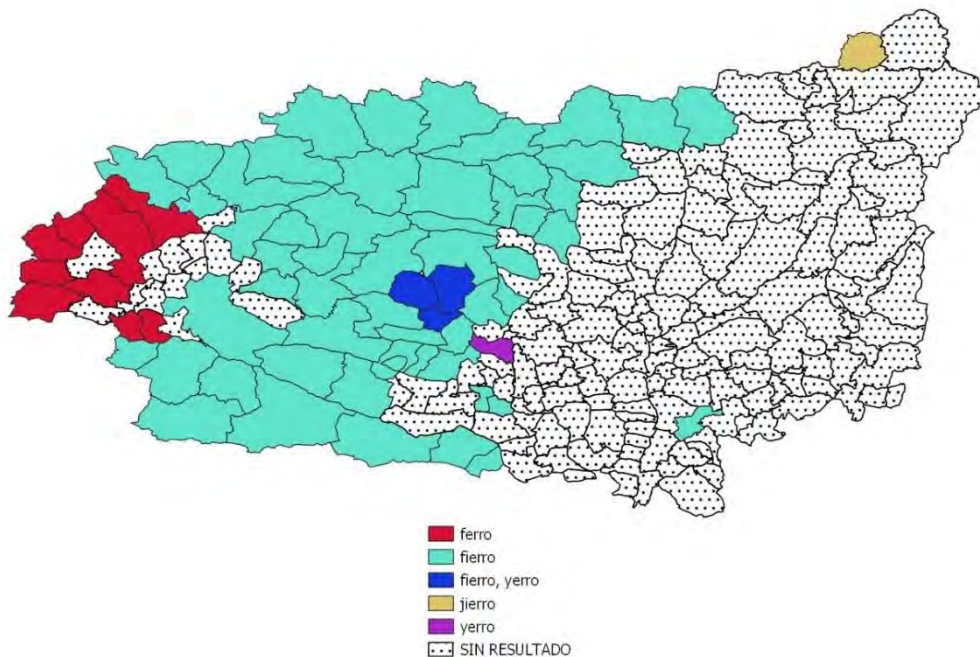 ferro
fierro
fierro, yerro
jierro
yerro
SIN RESULTADO